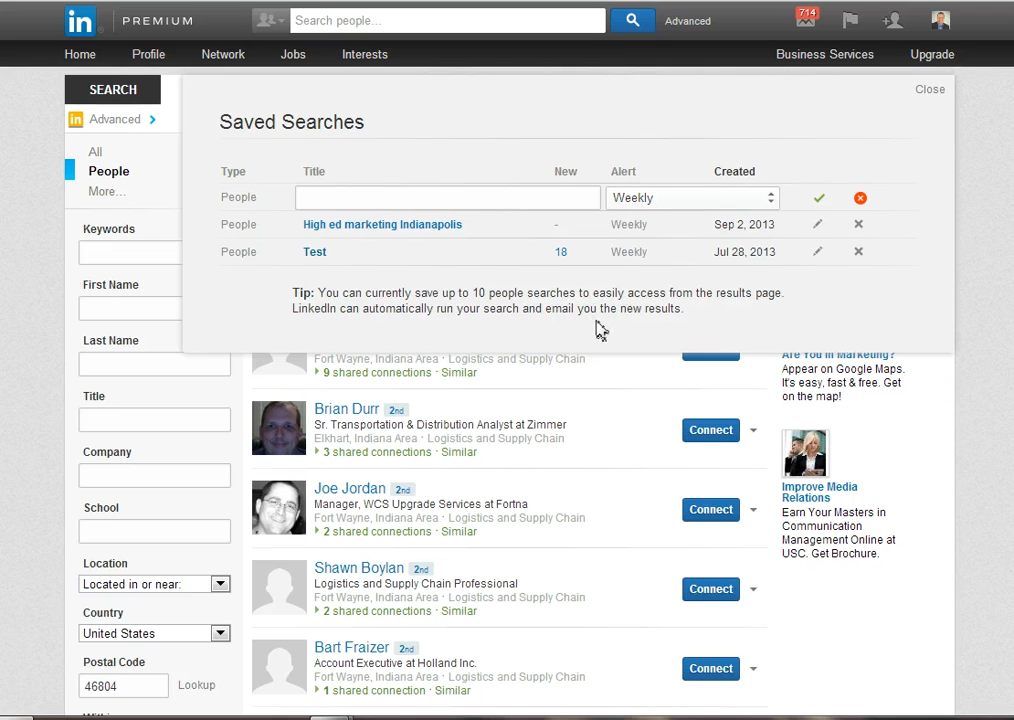 in PREMIUM Search people... Advanced 714
Home Profile Network Jobs Interests Business Services Upgrade
SEARCH
in Advanced
All
People
More...
Close
Saved Searches
Type Title New Alert Created
People Weekly
People High ed marketing Indianapolis - Weekly Sep 2, 2013
People Test 18 Weekly Jul 28, 2013
Tip: You can currently save up to 10 people searches to easily access from the results page.
LinkedIn can automatically run your search and email you the new results.
Keywords
First Name
Last Name
Title
Company
School
Location
Located in or near:
Country
United States
Postal Code
46804 Lookup
Fort Wayne, Indiana Area · Logistics and Supply Chain
9 shared connections · Similar
Brian Durr 2nd
Sr. Transportation & Distribution Analyst at Zimmer
Elkhart, Indiana Area · Logistics and Supply Chain
3 shared connections · Similar
Connect
Joe Jordan 2nd
Manager, WCS Upgrade Services at Fortna
Fort Wayne, Indiana Area · Logistics and Supply Chain
2 shared connections · Similar
Connect
Shawn Boylan 2nd
Logistics and Supply Chain Professional
Fort Wayne, Indiana Area · Logistics and Supply Chain
2 shared connections · Similar
Connect
Bart Fraizer 2nd
Account Executive at Holland Inc.
Fort Wayne, Indiana Area · Logistics and Supply Chain
1 shared connection · Similar
Connect
Are You In Marketing?
Appear on Google Maps.
It's easy, fast & free. Get
on the map!
Improve Media
Relations
Earn Your Masters in
Communication
Management Online at
USC. Get Brochure.